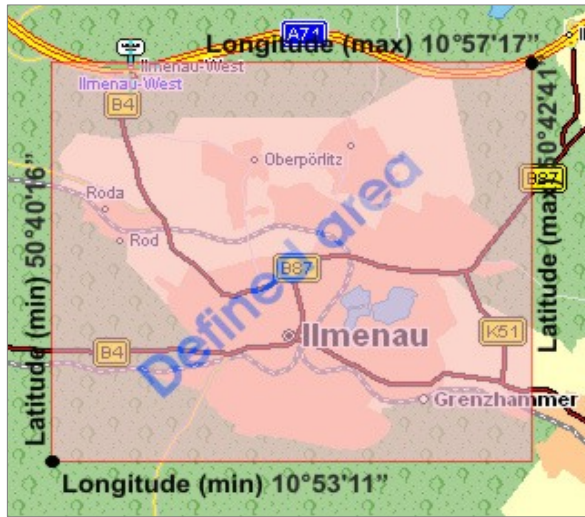 A71
Longitude (max) 10°57'17”
Ilmenau-West
Ilmenau-West
B4
Latitude (max) 50°42'41”
B87
Oberpörlitz
Roda
Rod
Defined area
B87
Latitude (min) 50°40'16”
Ilmenau
K51
B4
Grenzhammer
Longitude (min) 10°53'11”